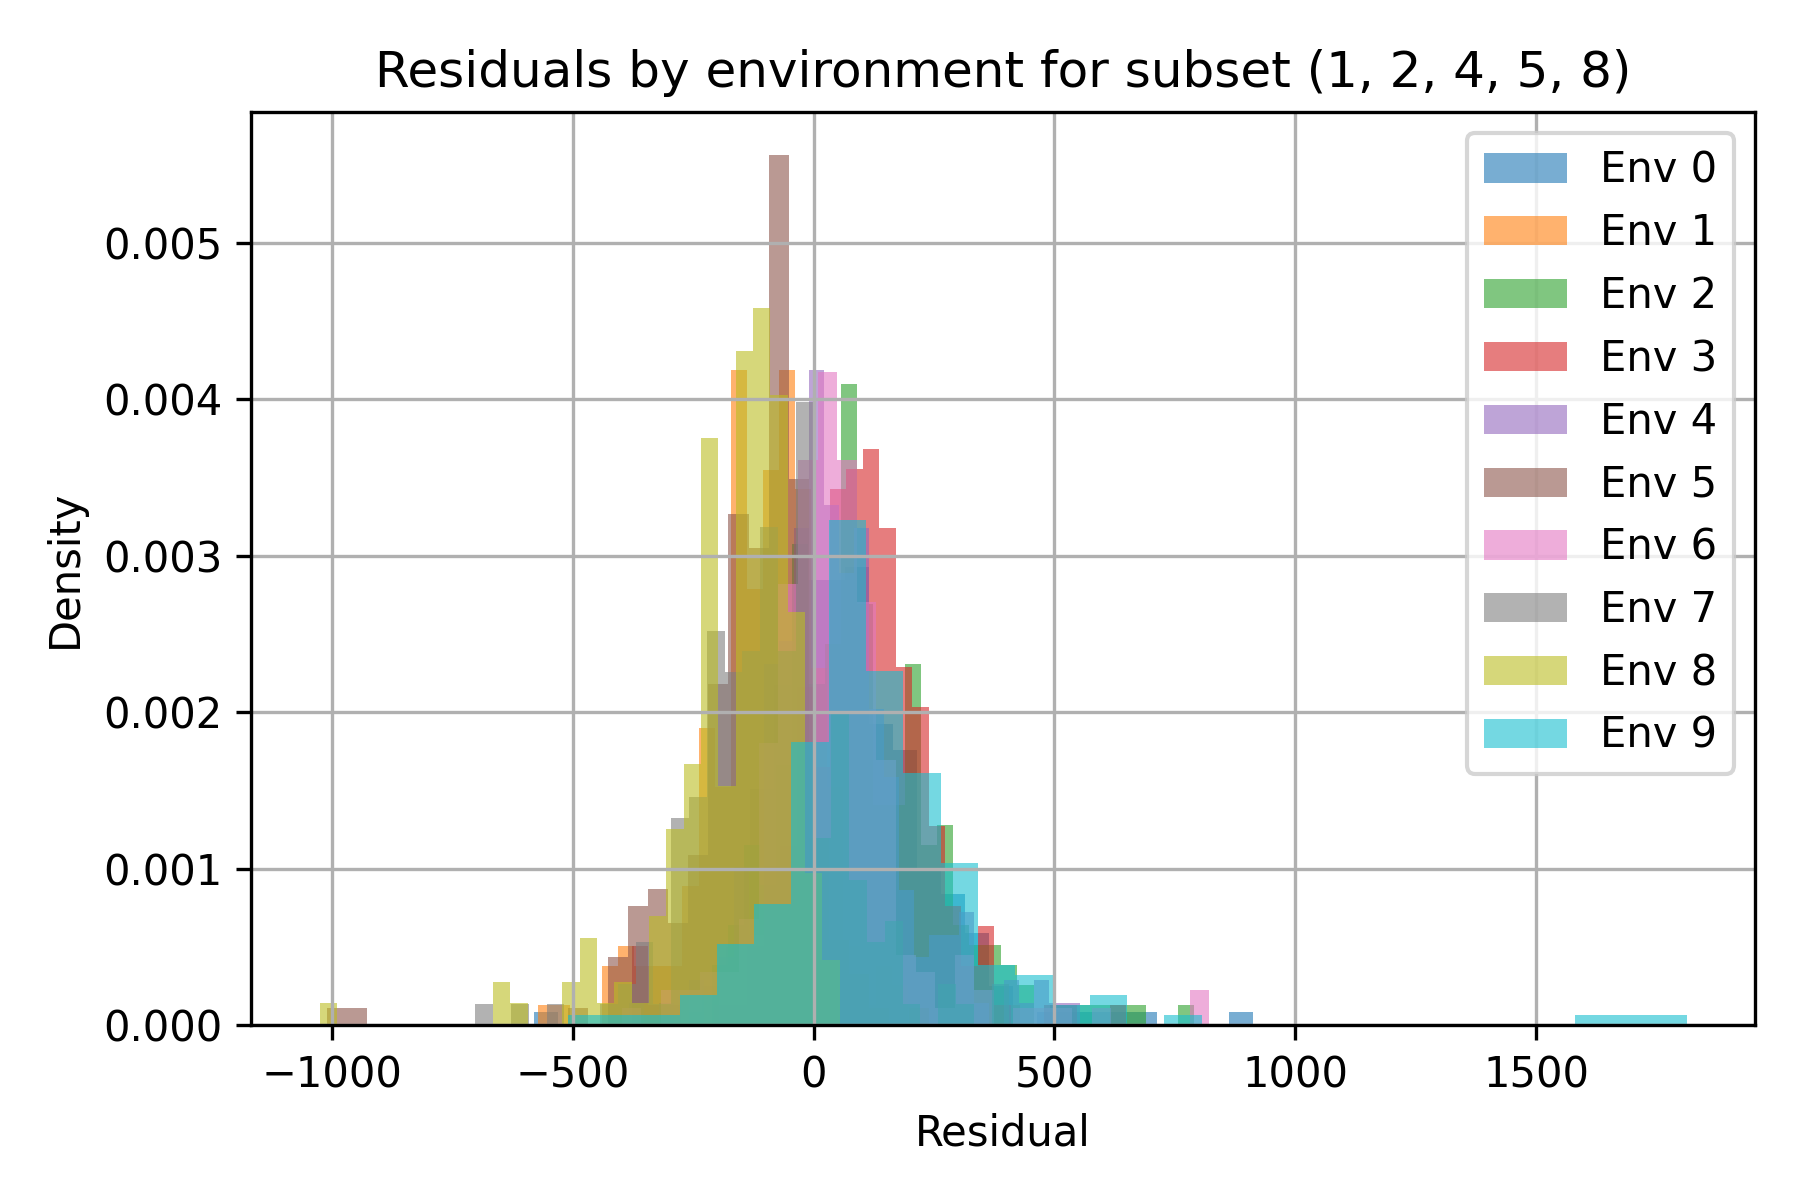 Residuals by environment for subset (1, 2, 4, 5, 8)
Density
0.005
0.004
0.003
0.002
0.001
0.000
−1000
−500
0
500
1000
1500
Residual
Env 0
Env 1
Env 2
Env 3
Env 4
Env 5
Env 6
Env 7
Env 8
Env 9